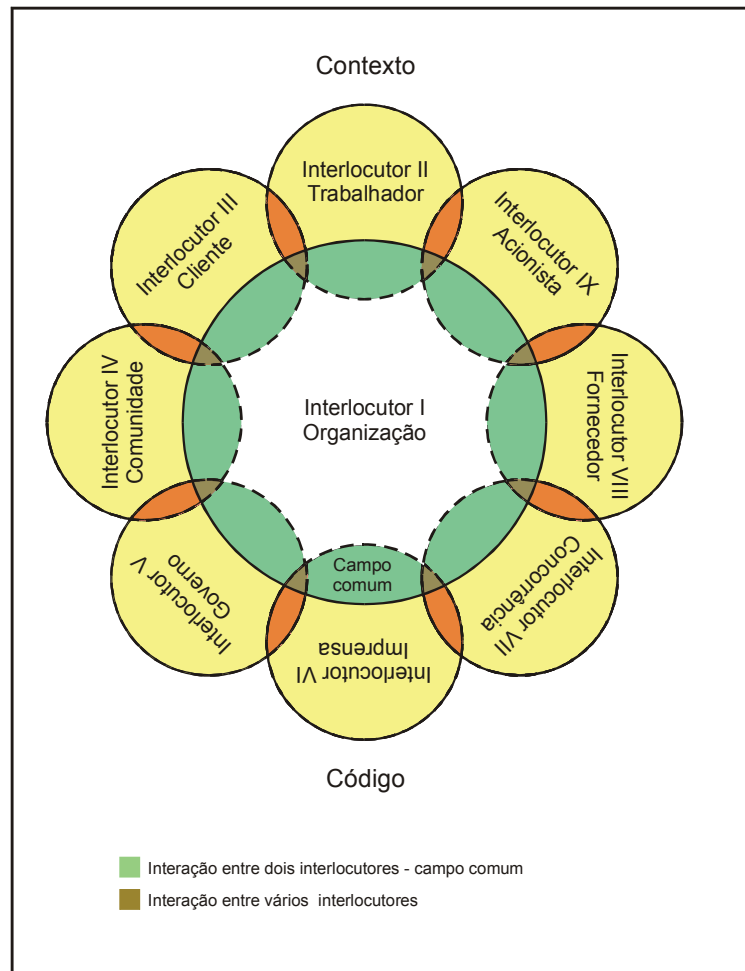 Contexto
Interlocutor II
Trabalhador
Interlocutor III
Cliente
Interlocutor IX
Acionista
Interlocutor IV
Comunidade
Interlocutor I
Organização
Interlocutor VIII
Fornecedor
Interlocutor V
Governo
Campo
comum
Interlocutor VI
Imprensa
Interlocutor VII
Concorrência
Código
Interação entre dois interlocutores - campo comum
Interação entre vários interlocutores